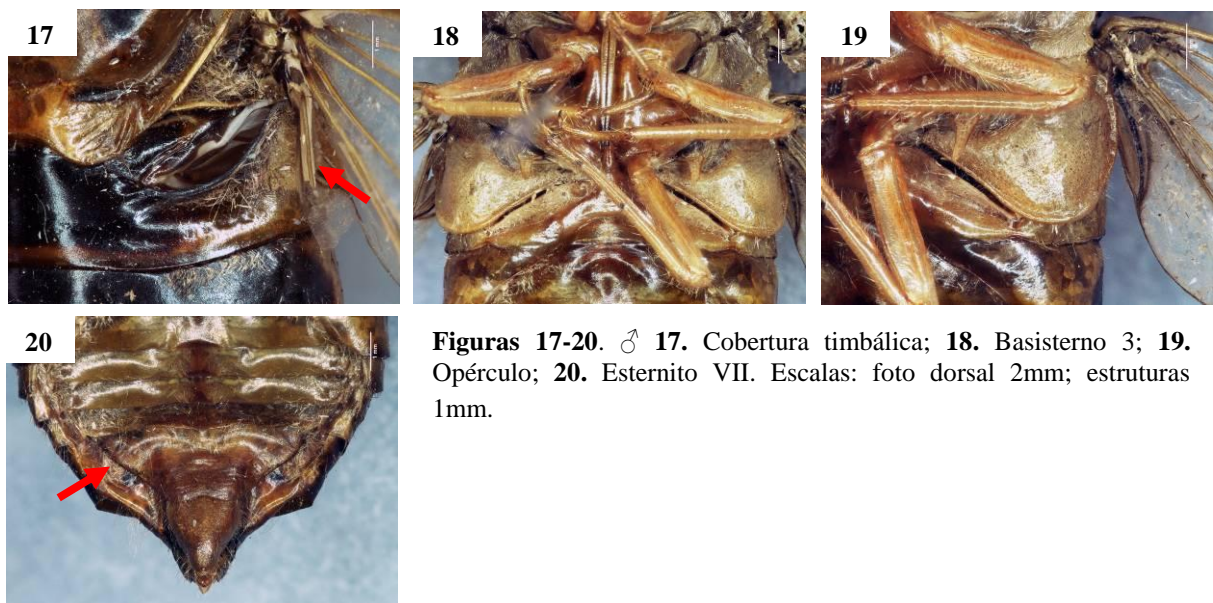 17
18
19
20
Figuras 17-20. ♂ 17. Cobertura timbálica; 18. Basisterno 3; 19.
Opérculo; 20. Esternito VII. Escalas: foto dorsal 2mm; estruturas
1mm.